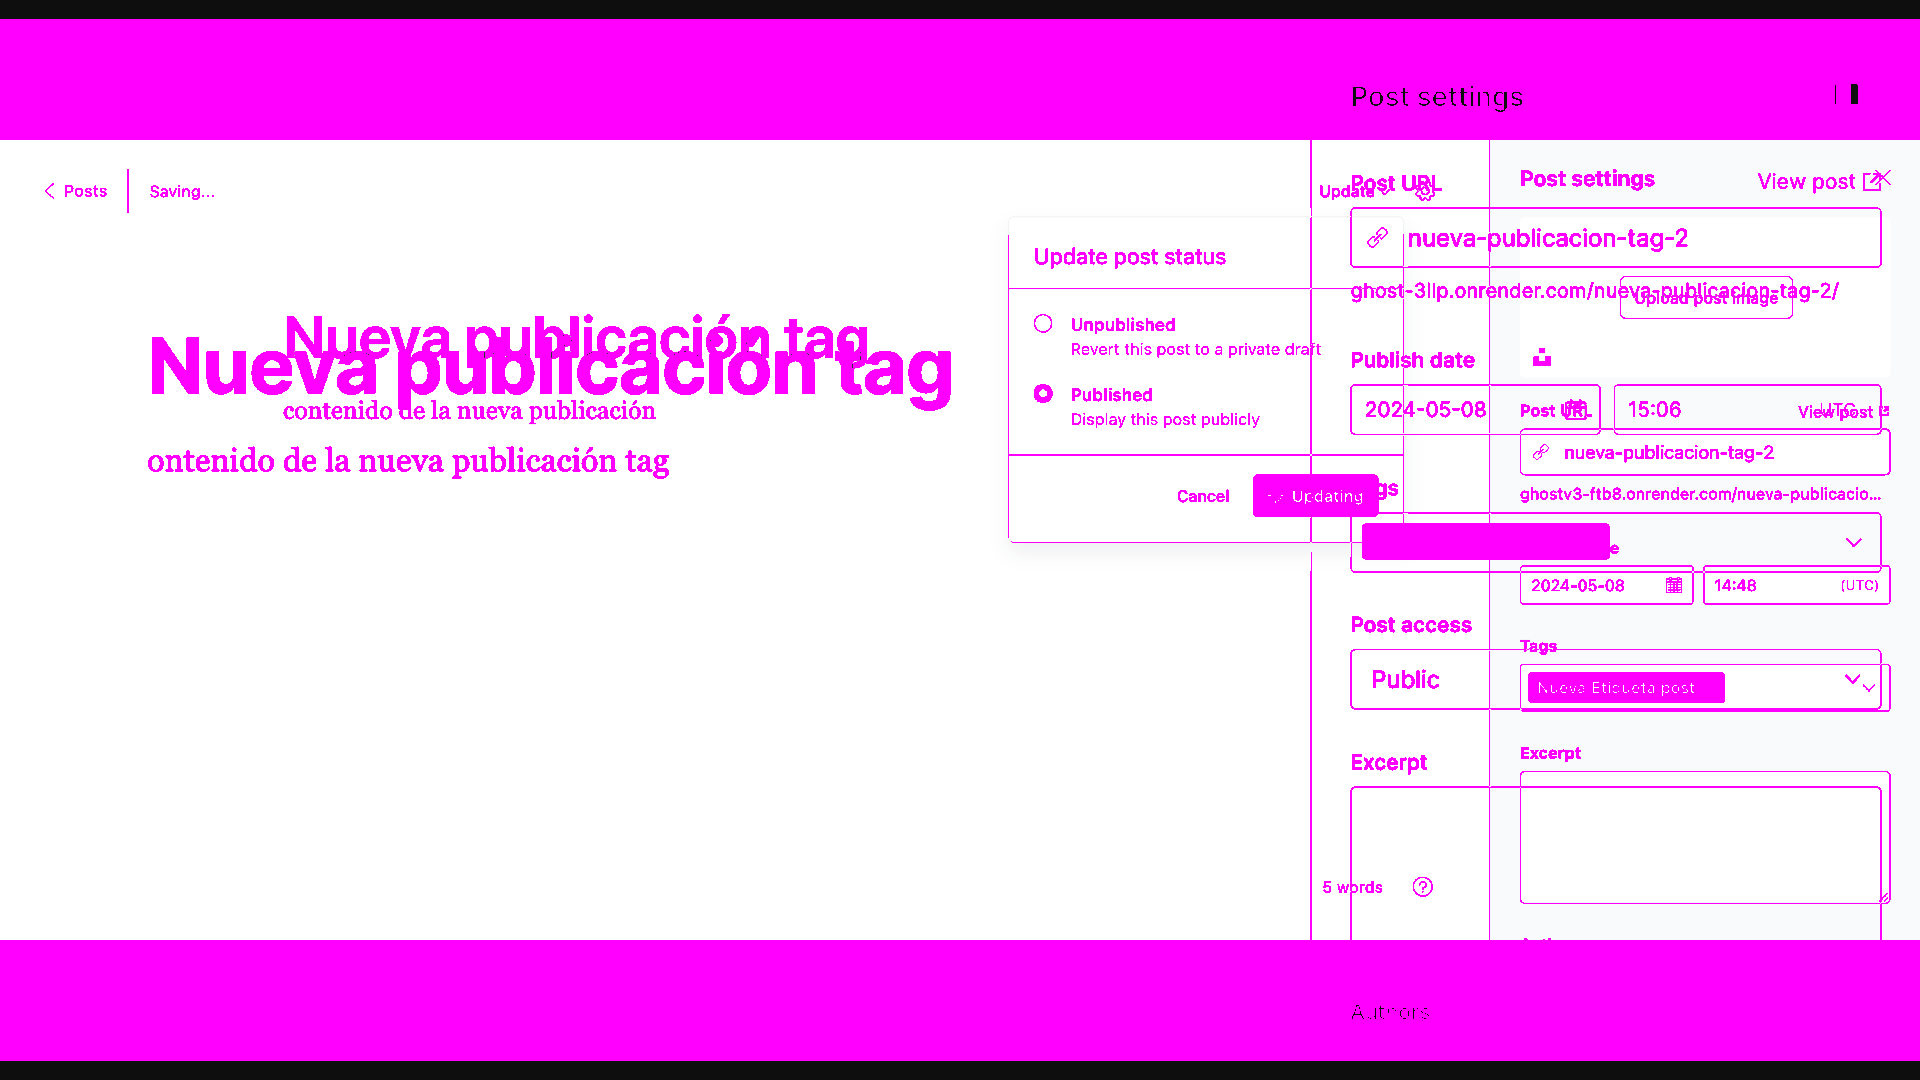 Post settings
Posts
Saving...
Update
Post URL
Post settings
View post
nueva-publicacion-tag-2
Update post status
ghost-3llp.onrender.com/nueva-publicacion-tag-2/
Upload post image
Unpublished
Revert this post to a private draft
Nueva publicación tag
Nueva publicación tag
Publish date
Published
Display this post publicly
2024-05-08
15:06
UTC
Post URL
View post
contenido de la nueva publicación
nueva-publicacion-tag-2
ontenido de la nueva publicación tag
Cancel
Updating
gs
ghostv3-ftb8.onrender.com/nueva-publicacio...
e
2024-05-08
14:48
(UTC)
Post access
Tags
Public
Nueva Etiqueta post
Excerpt
Excerpt
5 words
Authors